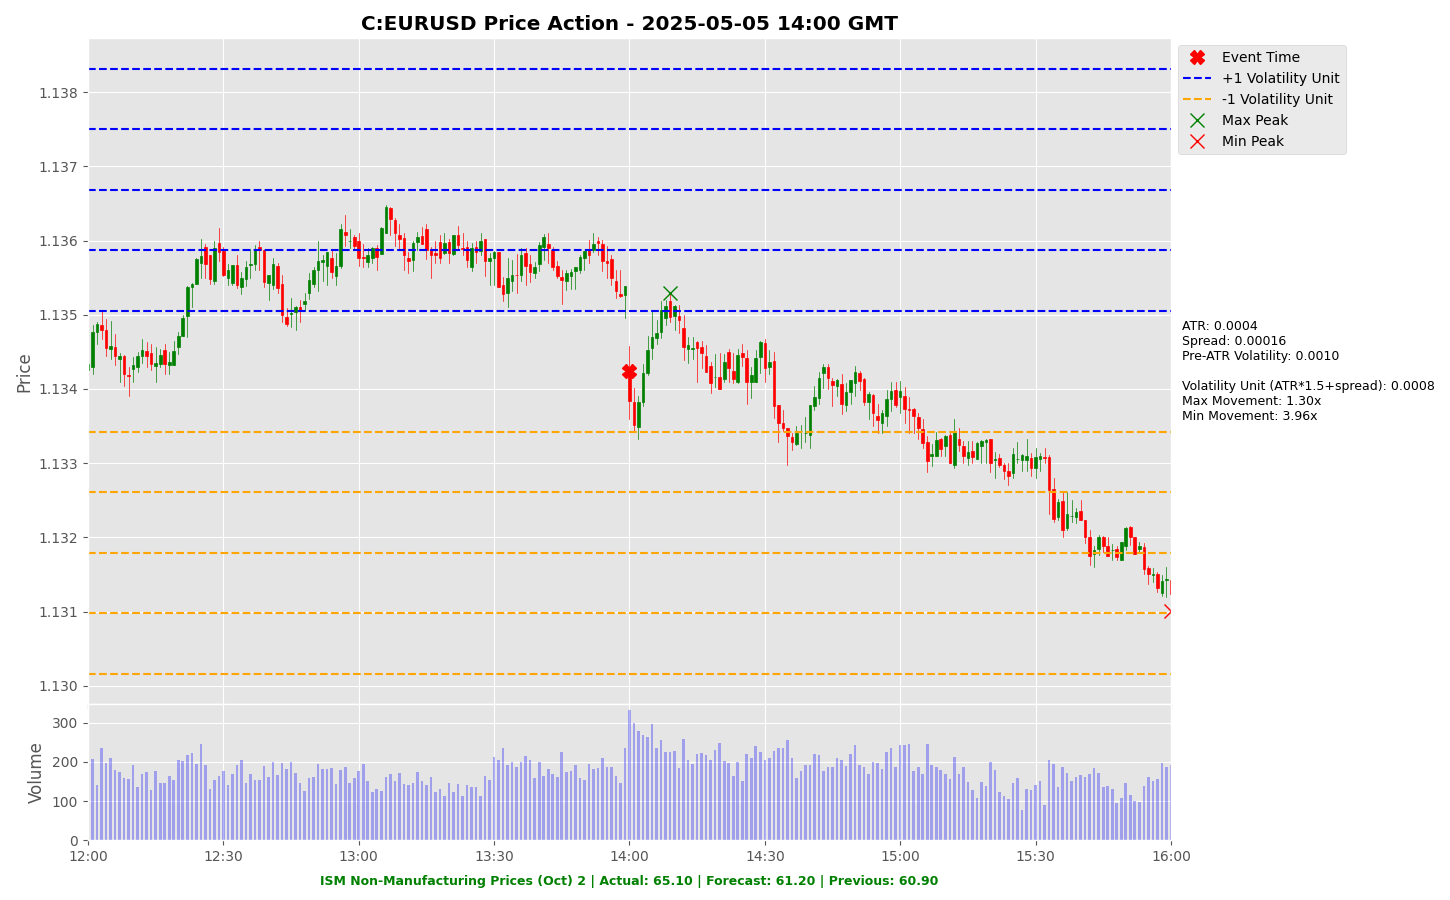 C:EURUSD Price Action - 2025-05-05 14:00 GMT
Event Time
+1 Volatility Unit
-1 Volatility Unit
Max Peak
Min Peak
1.138
1.137
1.136
1.135
1.134
1.133
1.132
1.131
1.130
Price
ATR: 0.0004
Spread: 0.00016
Pre-ATR Volatility: 0.0010
Volatility Unit (ATR*1.5+spread): 0.0008
Max Movement: 1.30x
Min Movement: 3.96x
300
200
100
0
Volume
12:00 12:30 13:00 13:30 14:00 14:30 15:00 15:30 16:00
ISM Non-Manufacturing Prices (Oct) 2 | Actual: 65.10 | Forecast: 61.20 | Previous: 60.90